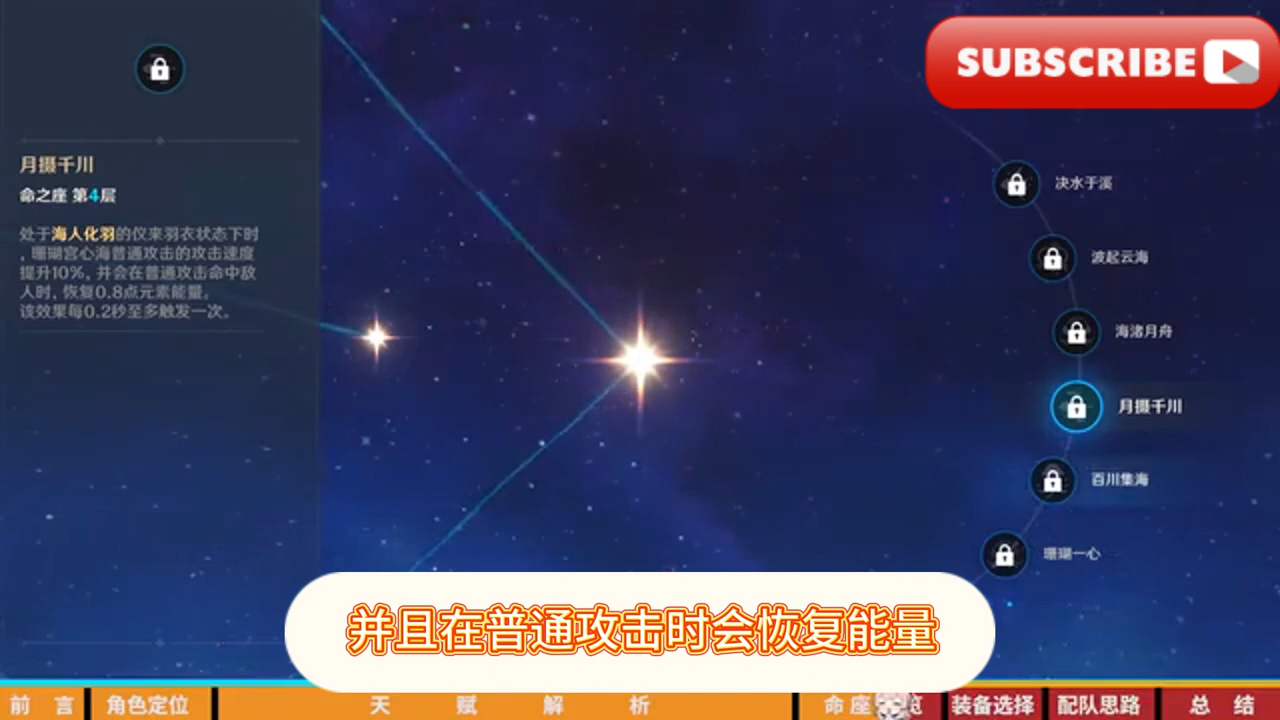 SUBSCRIBE
月摄千川
命之座 第4层
处于海人化羽的仪来羽衣状态下时
,珊瑚宫心海普通攻击的攻击速度
提升10%,并会在普通攻击命中敌
人时,恢复0.8点元素能量。
该效果每0.2秒至多触发一次。
决水于溪
波起云海
海渚月舟
月摄千川
百川集海
珊瑚一心
并且在普通攻击时会恢复能量
前言 角色定位 天赋解析 命座 览 装备选择 配队思路 总结